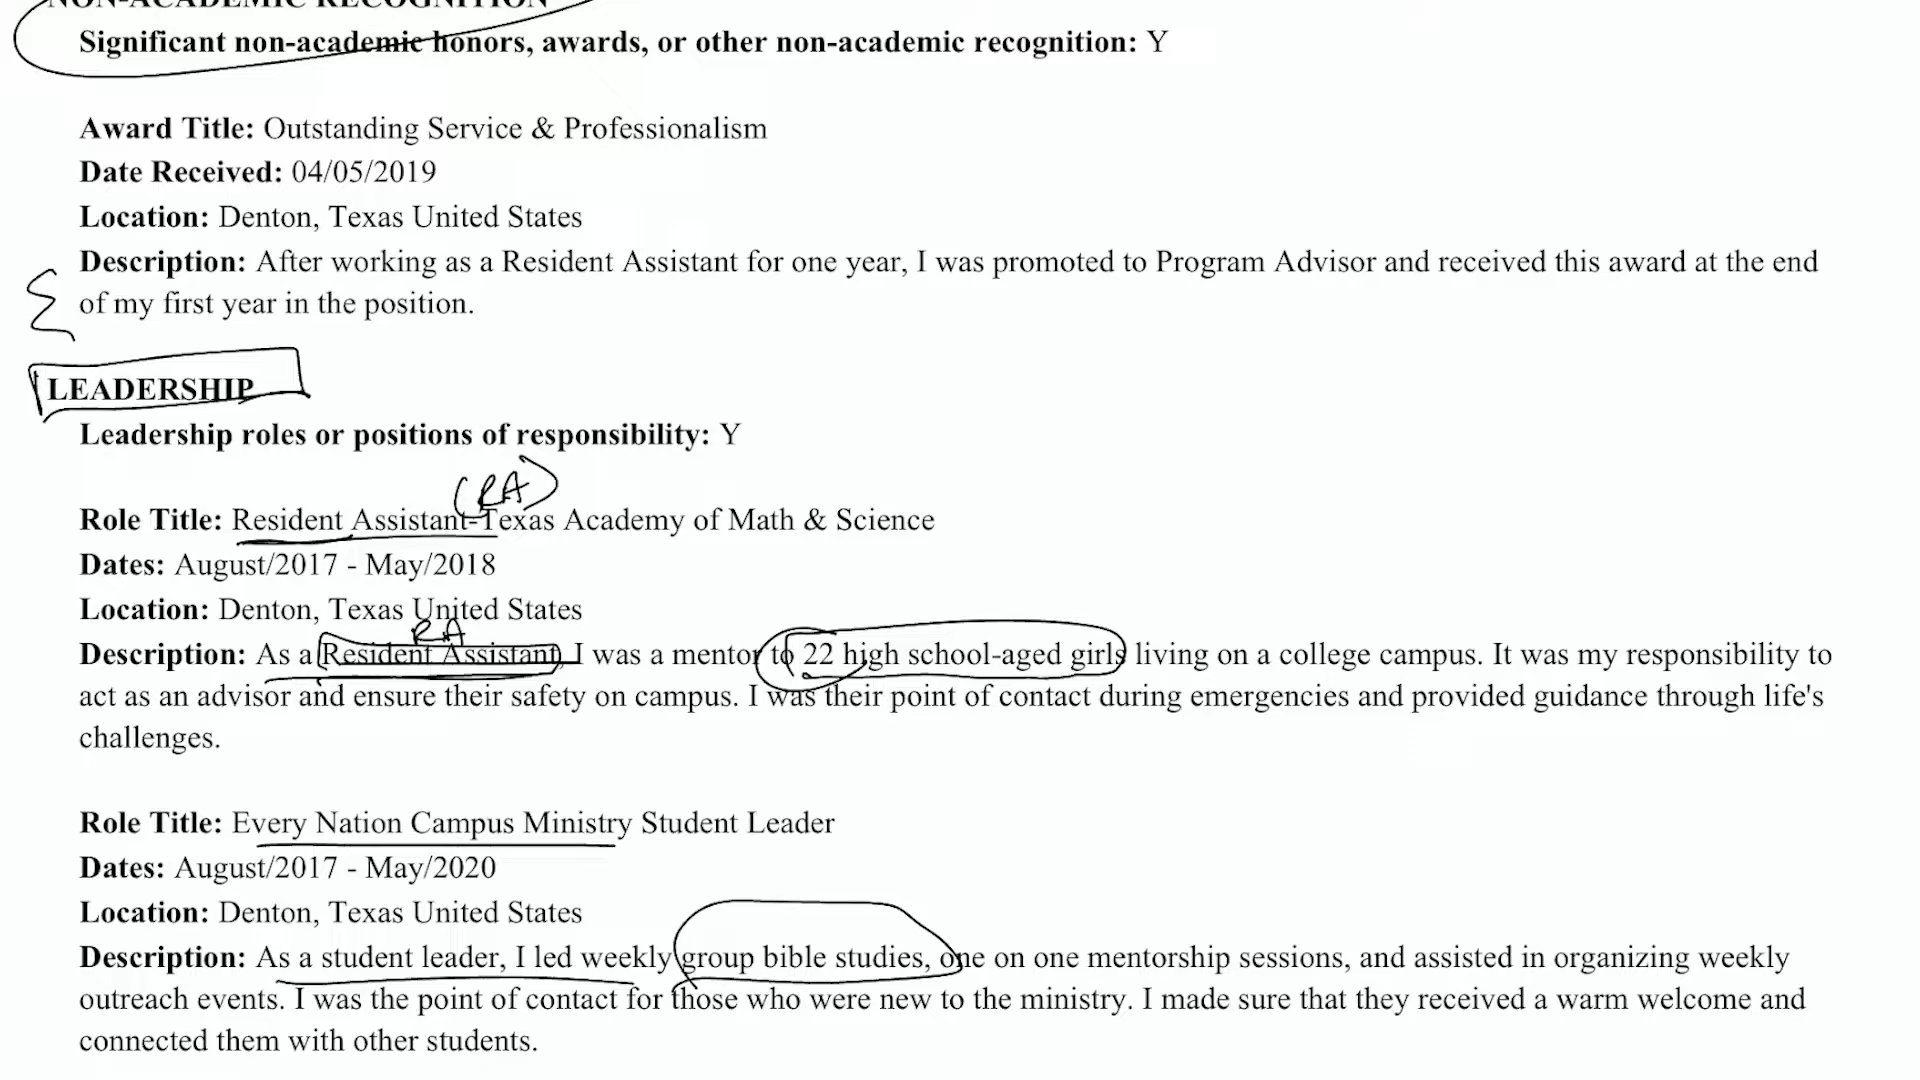 NON-ACADEMIC RECOGNITION
Significant non-academic honors, awards, or other non-academic recognition: Y
Award Title: Outstanding Service & Professionalism
Date Received: 04/05/2019
Location: Denton, Texas United States
Description: After working as a Resident Assistant for one year, I was promoted to Program Advisor and received this award at the end
of my first year in the position.
LEADERSHIP
Leadership roles or positions of responsibility: Y
(RA)
Role Title: Resident Assistant-Texas Academy of Math & Science
Dates: August/2017 - May/2018
Location: Denton, Texas United States
RA
Description: As a Resident Assistant, I was a mentor to 22 high school-aged girls living on a college campus. It was my responsibility to
act as an advisor and ensure their safety on campus. I was their point of contact during emergencies and provided guidance through life's
challenges.
Role Title: Every Nation Campus Ministry Student Leader
Dates: August/2017 - May/2020
Location: Denton, Texas United States
Description: As a student leader, I led weekly group bible studies, one on one mentorship sessions, and assisted in organizing weekly
outreach events. I was the point of contact for those who were new to the ministry. I made sure that they received a warm welcome and
connected them with other students.